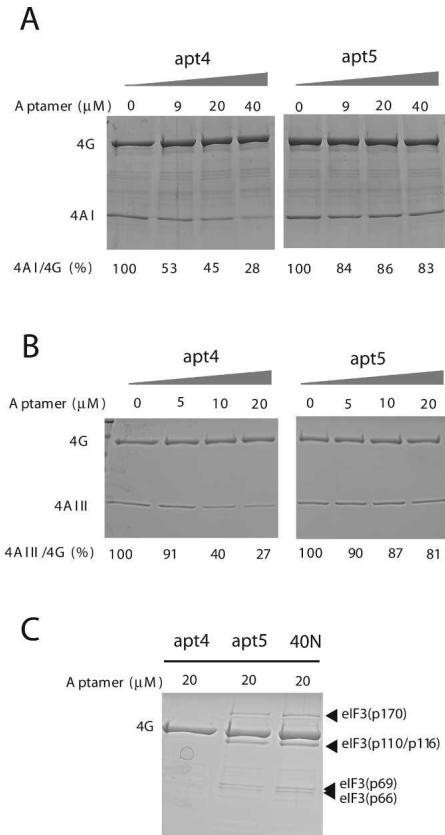 A
apt4 apt5
Aptamer (μM) 0 9 20 40 0 9 20 40
4G
4AI
4AI/4G (%) 100 53 45 28 100 84 86 83
B
apt4 apt5
Aptamer (μM) 0 5 10 20 0 5 10 20
4G
4AIII
4AIII/4G (%) 100 91 40 27 100 90 87 81
C
apt4 apt5 40N
Aptamer (μM) 20 20 20
eIF3(p170)
4G
eIF3(p110/p116)
eIF3(p69)
eIF3(p66)